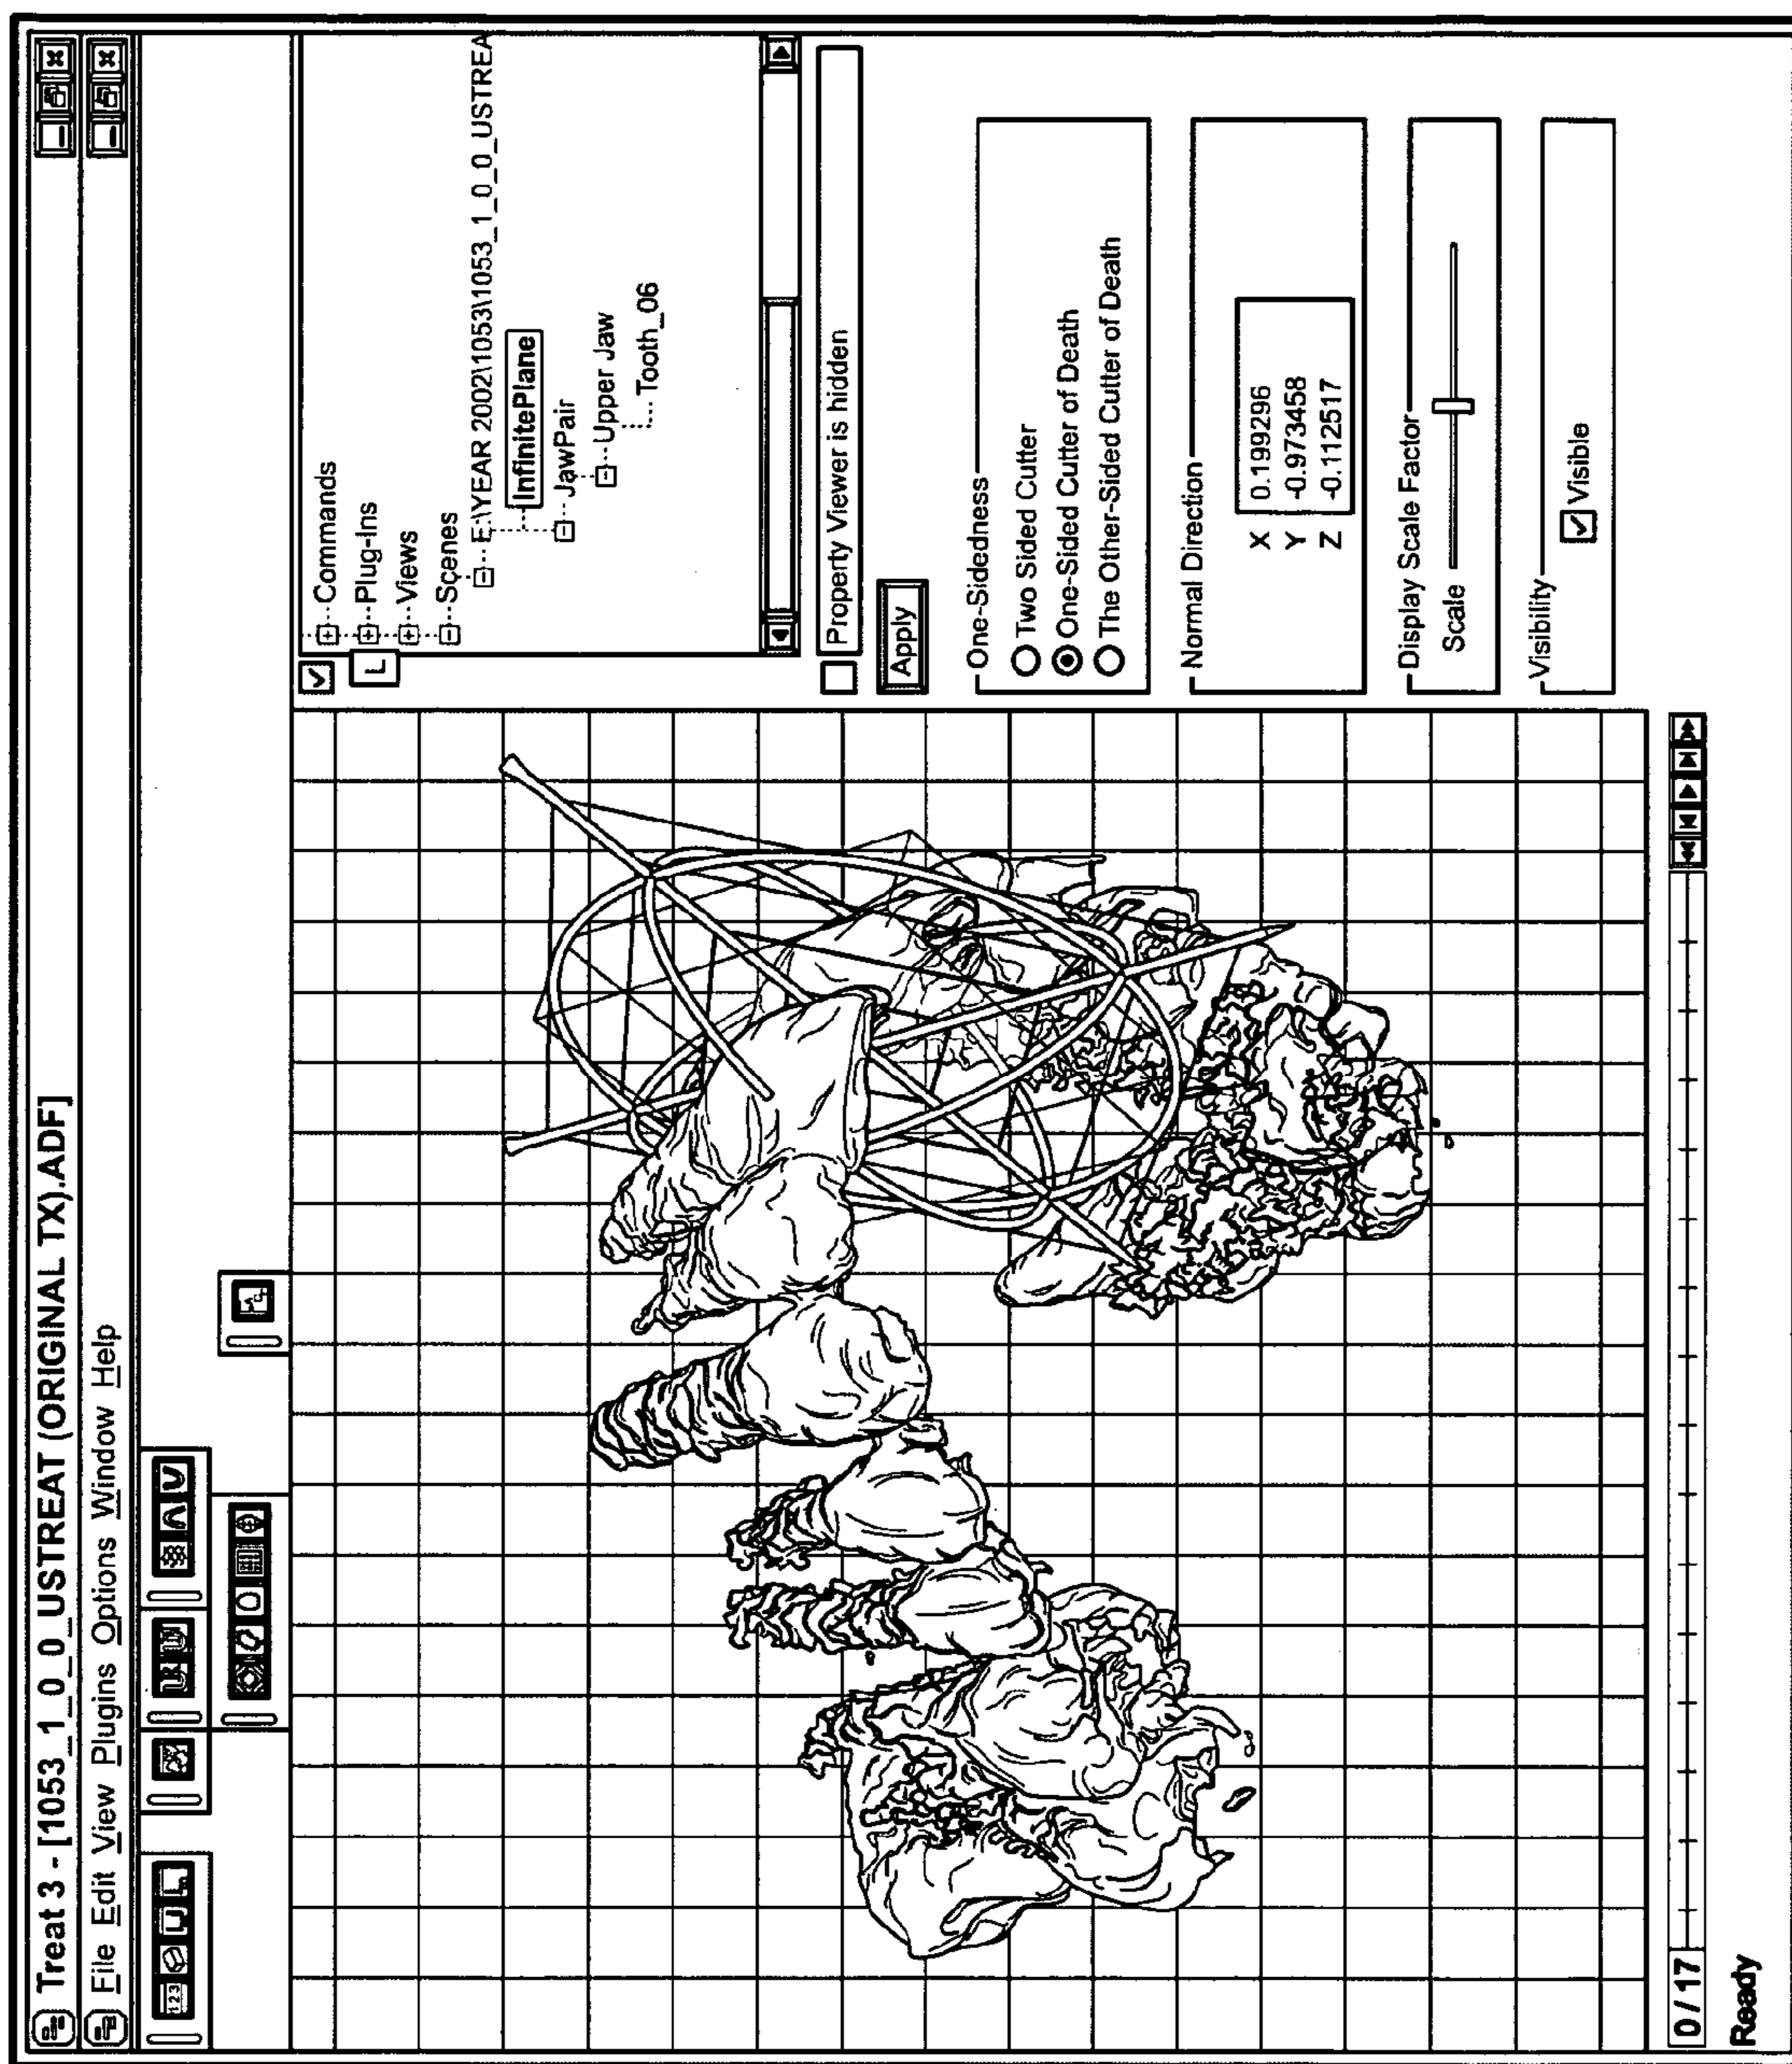 Treat 3 - [1053_1_0_0_USTREAT (ORIGINAL TX).ADF]
File Edit View Plugins Options Window Help
123
L
Commands
Plug-Ins
Views
Scenes
E:\YEAR 2002\1053\1053_1_0_0_USTREA
InfinitePlane
JawPair
Upper Jaw
Tooth_06
Property Viewer is hidden
Apply
One-Sidedness
Two Sided Cutter
One-Sided Cutter of Death
The Other-Sided Cutter of Death
Normal Direction
X 0.199296
Y -0.973458
Z -0.112517
Display Scale Factor
Scale
Visibility
Visible
0 / 17
Ready